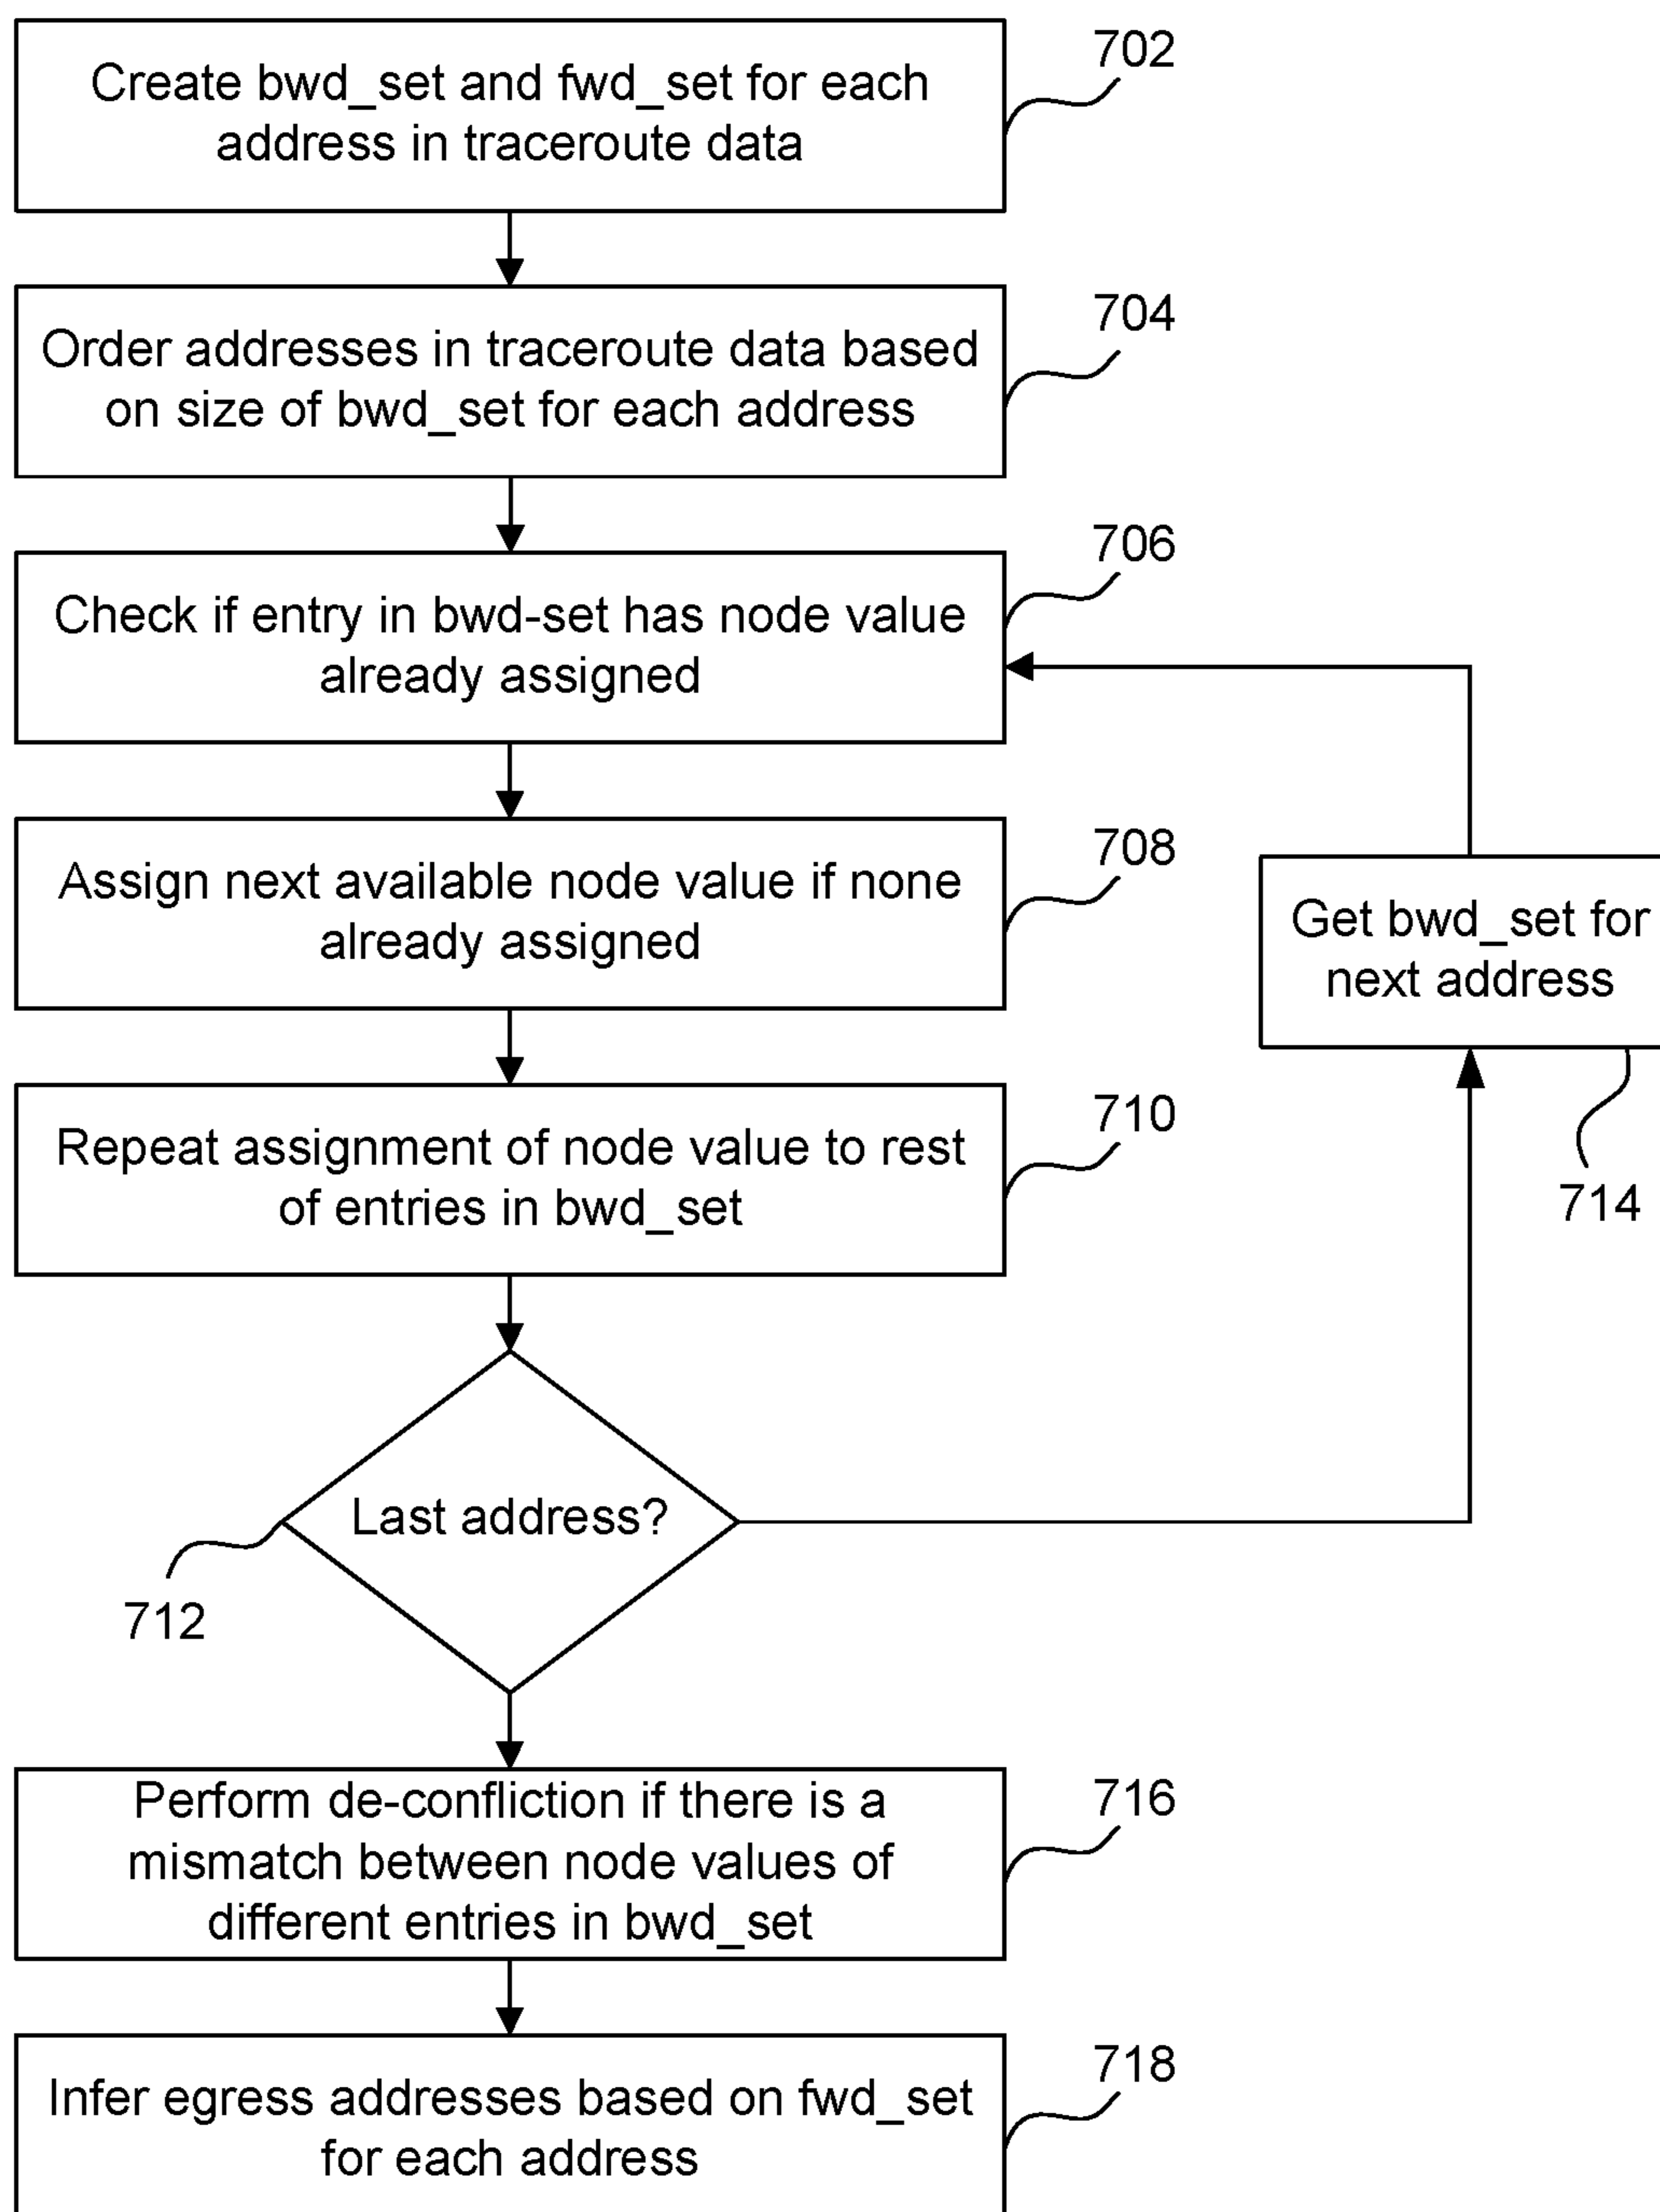 Create bwd_set and fwd_set for each
address in traceroute data
702
Order addresses in traceroute data based
on size of bwd_set for each address
704
Check if entry in bwd-set has node value
already assigned
706
Assign next available node value if none
already assigned
708
Get bwd_set for
next address
714
Repeat assignment of node value to rest
of entries in bwd_set
710
Last address?
712
Perform de-confliction if there is a
mismatch between node values of
different entries in bwd_set
716
Infer egress addresses based on fwd_set
for each address
718